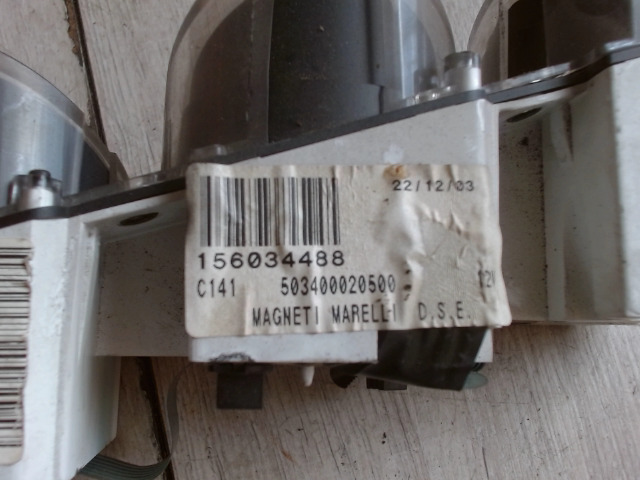 22/12/03
156034488
C141 503400020500 12V
MAGNETI MARELLI D.S.E.